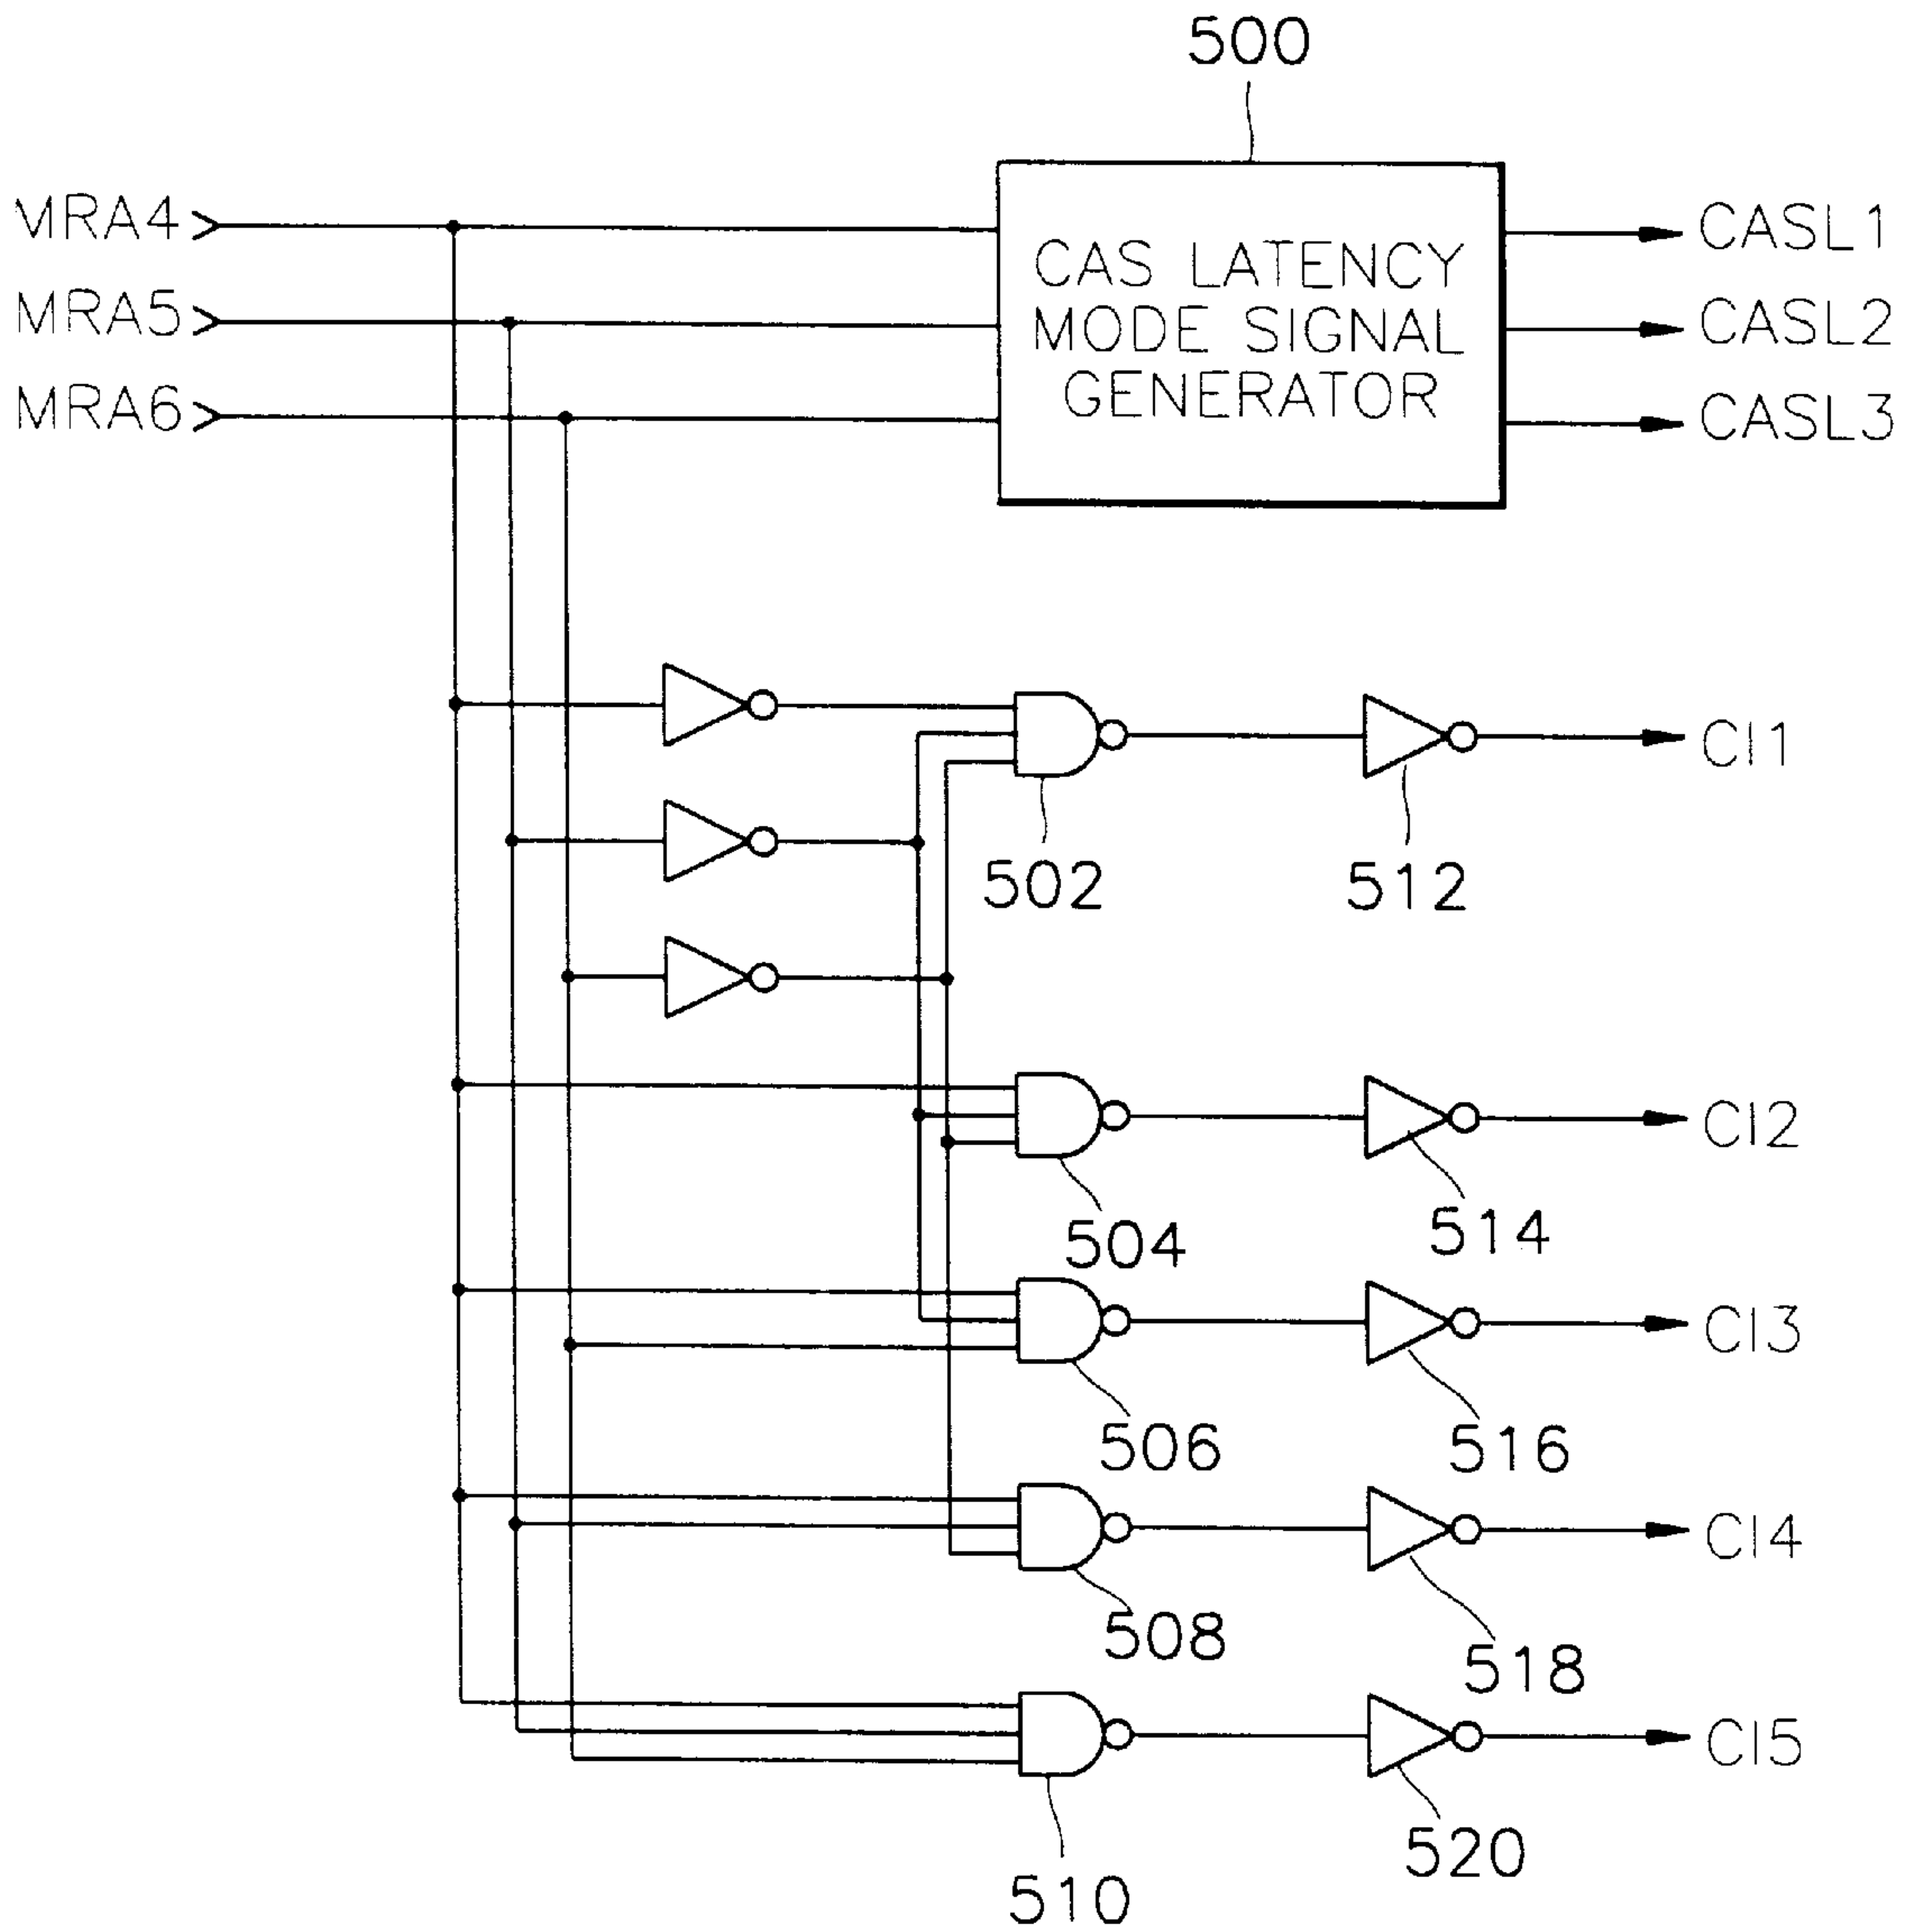 500
MRA4
CASL1
CAS LATENCY
MODE SIGNAL
GENERATOR
MRA5
CASL2
MRA6
CASL3
CI1
502
512
CI2
504
514
CI3
506
516
CI4
508
518
CI5
510
520